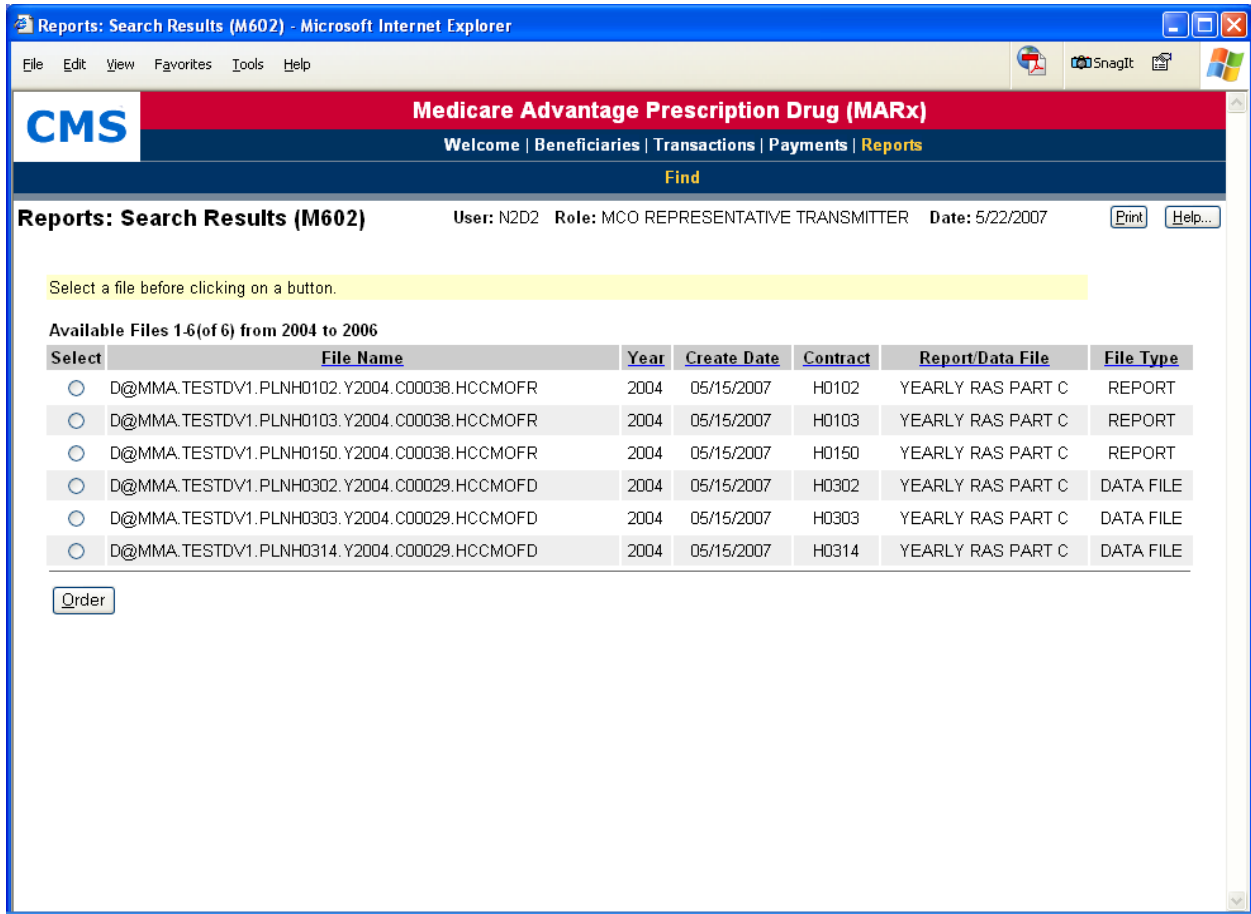 Reports: Search Results (M602) - Microsoft Internet Explorer
File Edit View Favorites Tools Help SnagIt
CMS
Medicare Advantage Prescription Drug (MARx)
Welcome | Beneficiaries | Transactions | Payments | Reports
Find
Reports: Search Results (M602) User: N2D2 Role: MCO REPRESENTATIVE TRANSMITTER Date: 5/22/2007 Print Help...
Select a file before clicking on a button.
Available Files 1-6(of 6) from 2004 to 2006
Select File Name Year Create Date Contract Report/Data File File Type
D@MMA.TESTDV1.PLNH0102.Y2004.C00038.HCCMOFR 2004 05/15/2007 H0102 YEARLY RAS PART C REPORT
D@MMA.TESTDV1.PLNH0103.Y2004.C00038.HCCMOFR 2004 05/15/2007 H0103 YEARLY RAS PART C REPORT
D@MMA.TESTDV1.PLNH0150.Y2004.C00038.HCCMOFR 2004 05/15/2007 H0150 YEARLY RAS PART C REPORT
D@MMA.TESTDV1.PLNH0302.Y2004.C00029.HCCMOFD 2004 05/15/2007 H0302 YEARLY RAS PART C DATA FILE
D@MMA.TESTDV1.PLNH0303.Y2004.C00029.HCCMOFD 2004 05/15/2007 H0303 YEARLY RAS PART C DATA FILE
D@MMA.TESTDV1.PLNH0314.Y2004.C00029.HCCMOFD 2004 05/15/2007 H0314 YEARLY RAS PART C DATA FILE
Order